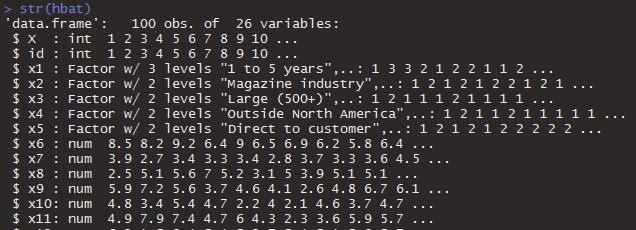 > str(hbat)
'data.frame':   100 obs. of  26 variables:
 $ X  : int  1 2 3 4 5 6 7 8 9 10 ...
 $ id : int  1 2 3 4 5 6 7 8 9 10 ...
 $ x1 : Factor w/ 3 levels "1 to 5 years",..: 1 3 3 2 1 2 2 1 1 2 ...
 $ x2 : Factor w/ 2 levels "Magazine industry",..: 1 2 1 2 1 2 2 1 2 1 ...
 $ x3 : Factor w/ 2 levels "Large (500+)",..: 1 2 1 1 1 2 1 1 1 1 ...
 $ x4 : Factor w/ 2 levels "Outside North America",..: 1 1 2 1 2 1 1 1 1 1 ...
 $ x5 : Factor w/ 2 levels "Direct to customer",..: 1 2 1 2 1 2 2 2 2 2 ...
 $ x6 : num  8.5 8.2 9.2 6.4 9 6.5 6.9 6.2 5.8 6.4 ...
 $ x7 : num  3.9 2.7 3.4 3.3 3.4 2.8 3.7 3.3 3.6 4.5 ...
 $ x8 : num  2.5 5.1 5.6 7 5.2 3.1 5 3.9 5.1 5.1 ...
 $ x9 : num  5.9 7.2 5.6 3.7 4.6 4.1 2.6 4.8 6.7 6.1 ...
 $ x10: num  4.8 3.4 5.4 4.7 2.2 4 2.1 4.6 3.7 4.7 ...
 $ x11: num  4.9 7.9 7.4 4.7 6 4.3 2.3 3.6 5.9 5.7 ...